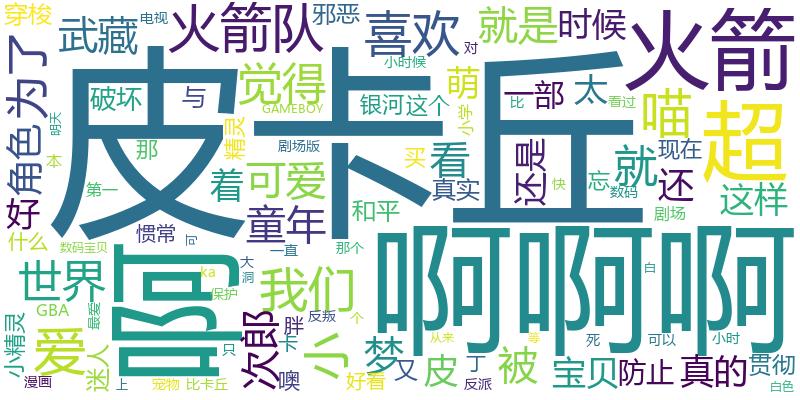 穿梭
电视
武藏
火箭队
邪恶
喜欢
就是
时候
火箭
为了
明天
破坏
与
觉得
小时候
对
GAMEBOY
银河
这个
萌
小学
一部
比
太
看过
喵
超
角色
本
那
精灵
剧场版
皮卡丘
买
看
真实
还是
快
忘
就
数码
现在
还
好
第一
着
可爱
童年
和平
剧场
这样
什么
惯常
问
数码宝贝
一直
那个
啊啊啊
白
世界
啊
ka
大
洞
保护
我们
小精灵
GBA
最爱
爱
迷人
只
次郎
胖
反叛
卡
个
小
梦
从来
被
等
死
可以
小时
漫画
上
宠物
比卡丘
噢
好看
又
皮
丁
反派
宝贝
防止
真的
贯彻
白色